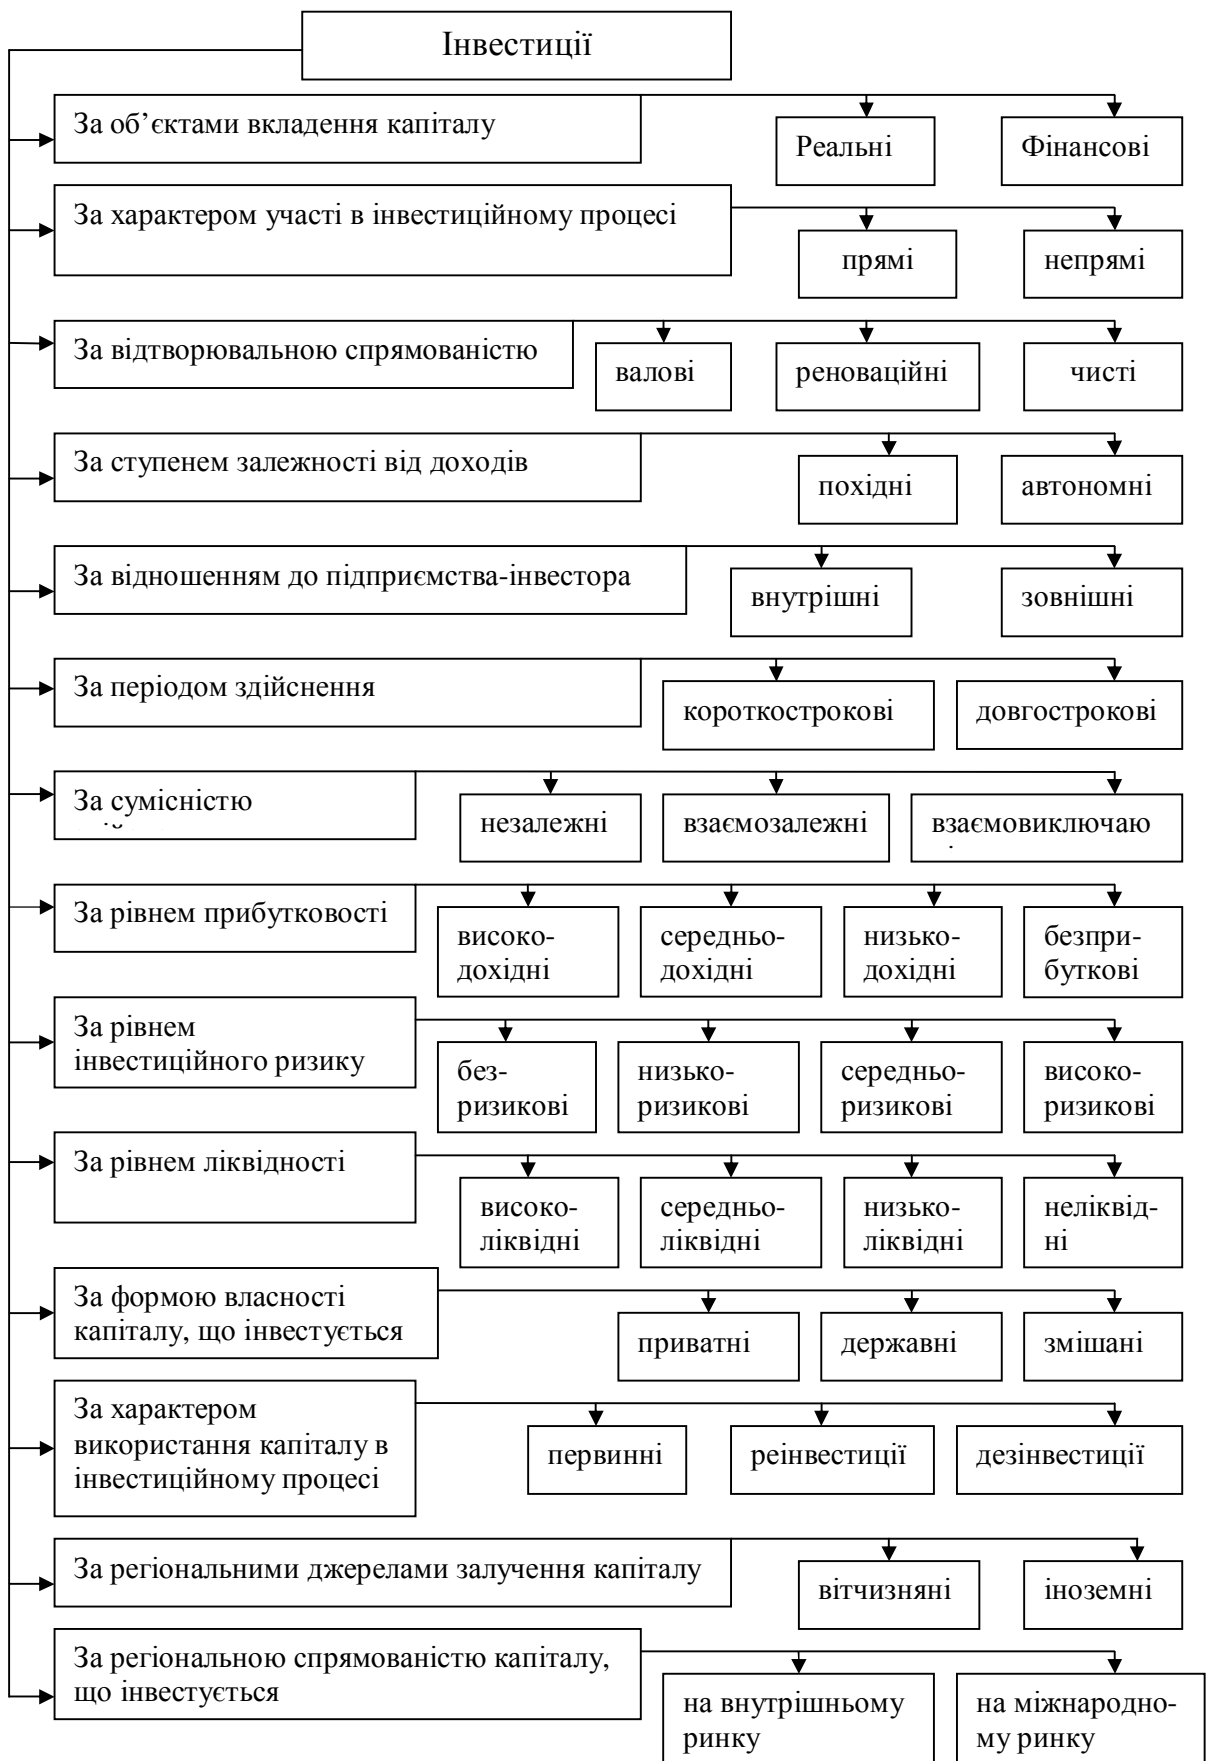 Інвестиції
За об’єктами вкладення капіталу
Реальні
Фінансові
За характером участі в інвестиційному процесі
прямі
непрямі
За відтворювальною спрямованістю
валові
реноваційні
чисті
За ступенем залежності від доходів
похідні
автономні
За відношенням до підприємства-інвестора
внутрішні
зовнішні
За періодом здійснення
короткострокові
довгострокові
За сумісністю
незалежні
взаємозалежні
взаємовиключаю
За рівнем прибутковості
високо-
дохідні
середньо-
дохідні
низько-
дохідні
безпри-
буткові
За рівнем
інвестиційного ризику
без-
ризикові
низько-
ризикові
середньо-
ризикові
високо-
ризикові
За рівнем ліквідності
високо-
ліквідні
середньо-
ліквідні
низько-
ліквідні
неліквід-
ні
За формою власності
капіталу, що інвестується
приватні
державні
змішані
За характером
використання капіталу в
інвестиційному процесі
первинні
реінвестиції
дезінвестиції
За регіональними джерелами залучення капіталу
вітчизняні
іноземні
За регіональною спрямованістю капіталу,
що інвестується
на внутрішньому
ринку
на міжнародно-
му ринку